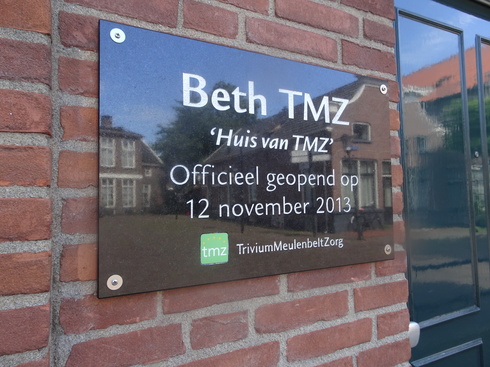 Beth TMZ
‘Huis van TMZ’
Officieel geopend op
12 november 2013
tmz TriviumMeulenbeltZorg